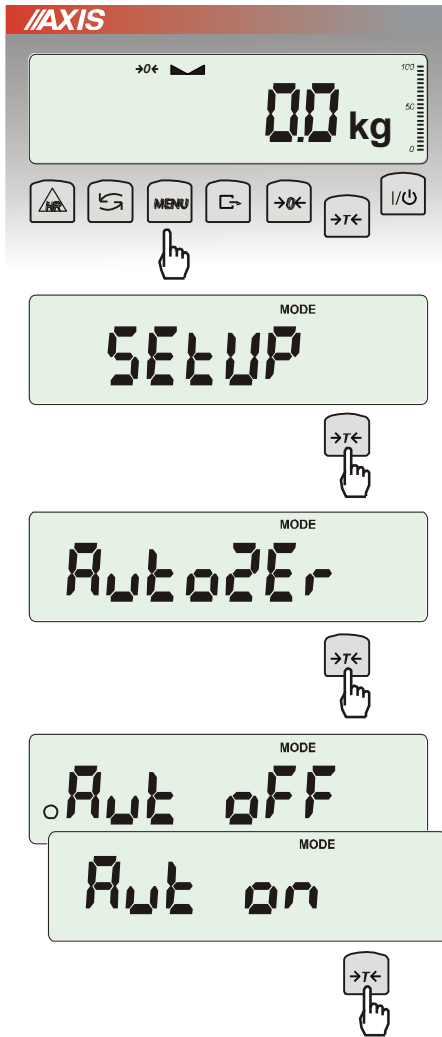 AXIS
→0←
0.0 kg
100
50
0
HR MENU →0← →T← I/
MODE
SEtUP
→T←
MODE
AutoZEr
→T←
MODE
.Aut oFF
MODE
Aut on
→T←